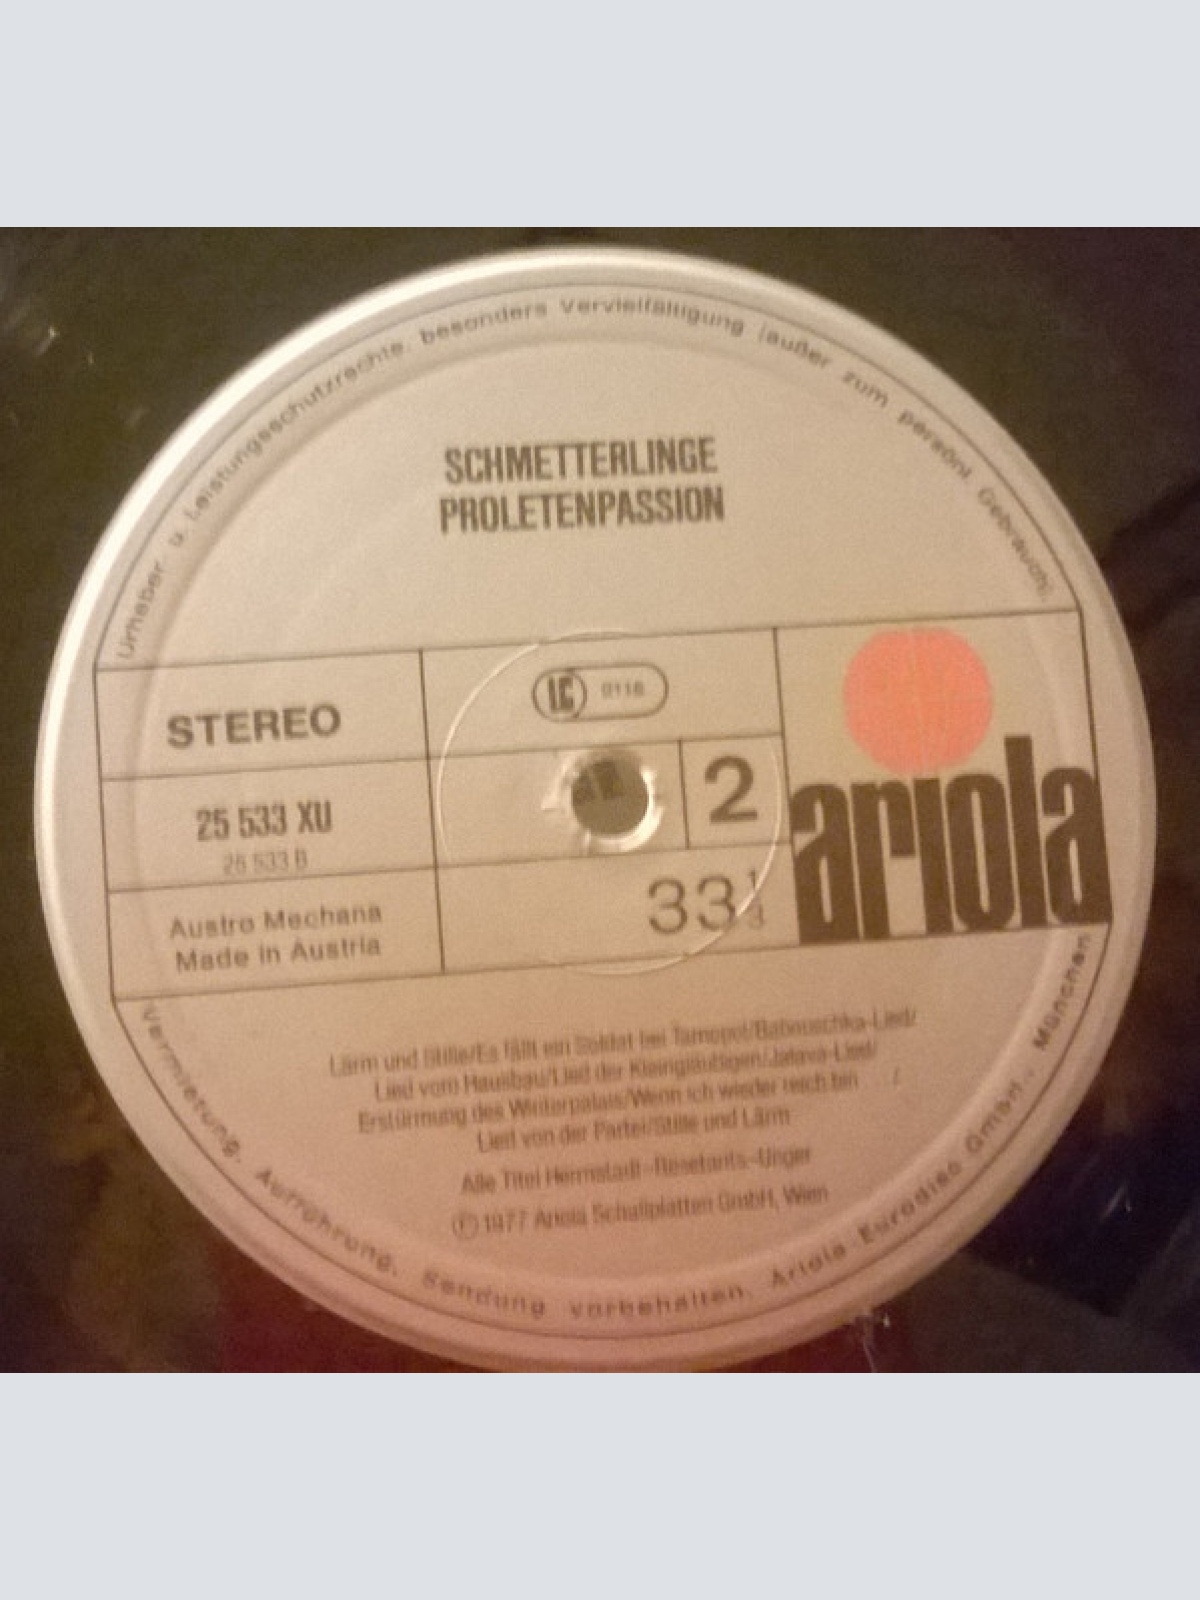 Urheber u. Leistungsschutzrechte, besonders Vervielfältigung (außer zum persönl. Gebrauch),
SCHMETTERLINGE
PROLETENPASSION
STEREO
LC 0116
25 533 XU
25 533 B
2
Austro Mechana
Made in Austria
33 1/3
ariola
Lärm und Stille/Es fällt ein Soldat bei Tarnopol/Babouschka-Lied/
Lied vom Hausbau/Lied der Kleingläubigen/Jalava-Lied/
Erstürmung des Winterpalais/Wenn ich wieder reich bin /
Lied von der Partei/Stille und Lärm
Alle Titel Herrnstadt-Resetarits-Unger
Ⓟ 1977 Ariola Schallplatten GmbH, Wien
Vermietung, Aufführung, Sendung vorbehalten. Ariola Eurodisc GmbH., München